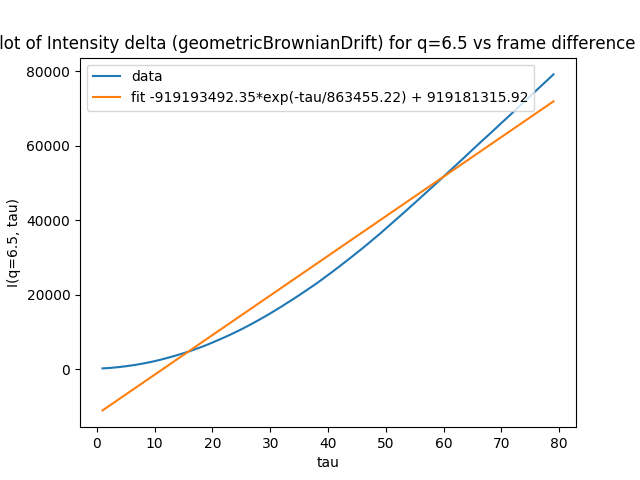 lot of Intensity delta (geometricBrownianDrift) for q=6.5 vs frame difference
data
fit -919193492.35*exp(-tau/863455.22) + 919181315.92
80000
60000
40000
20000
0
I(q=6.5, tau)
0 10 20 30 40 50 60 70 80
tau